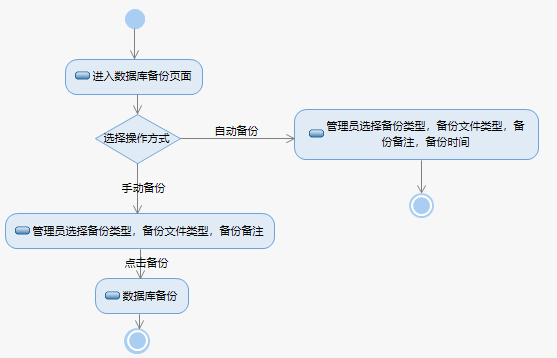 进入数据库备份页面
选择操作方式
自动备份
管理员选择备份类型，备份文件类型，备
份备注，备份时间
手动备份
管理员选择备份类型，备份文件类型，备份备注
点击备份
数据库备份